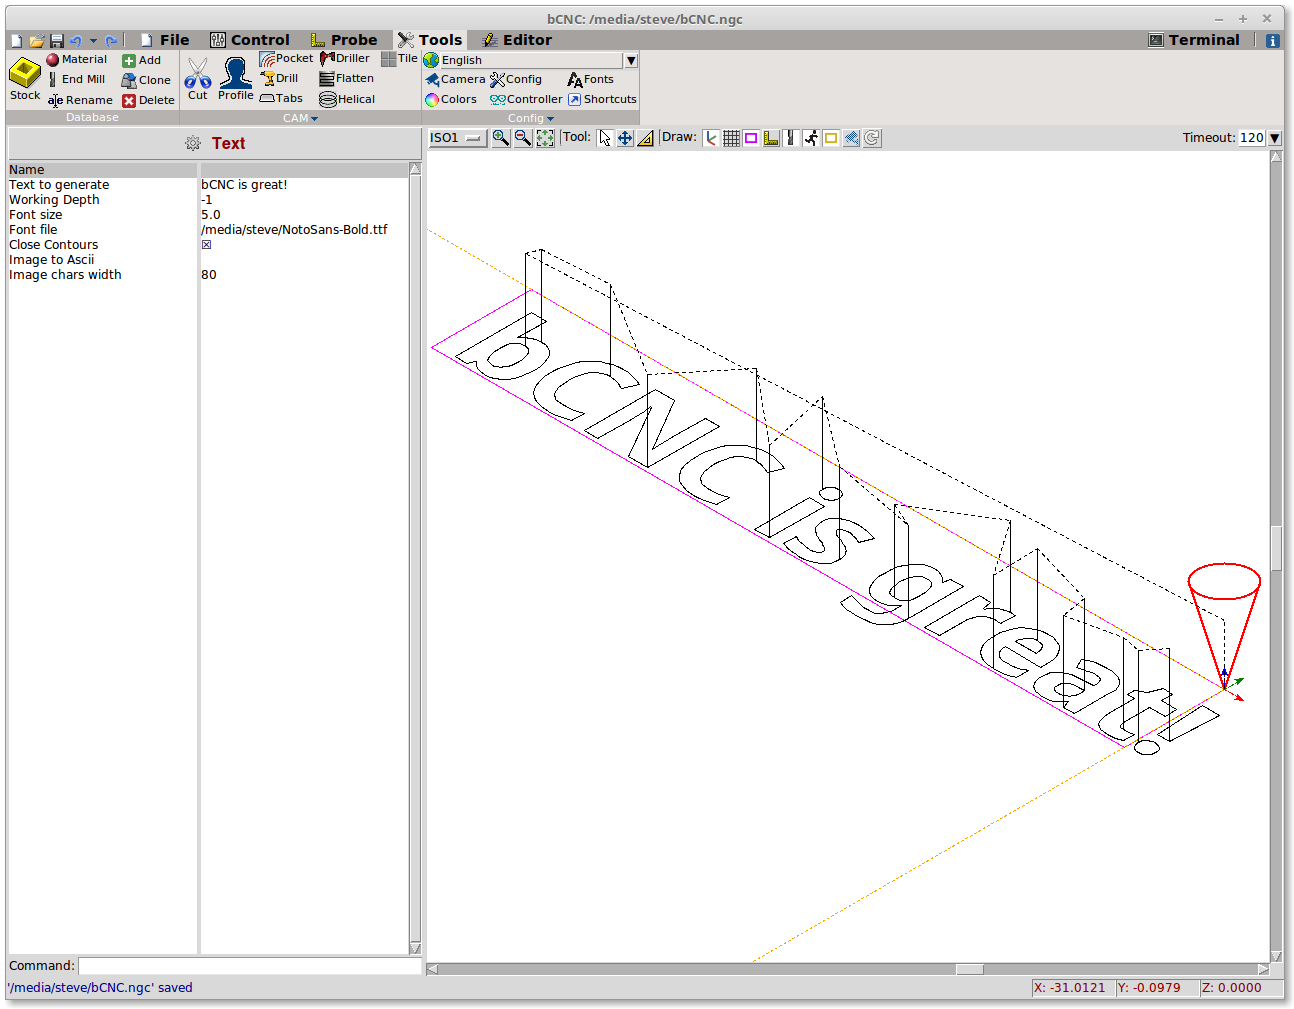 bCNC: /media/steve/bCNC.ngc
File Control Probe Tools Editor Terminal
Material Add Pocket Driller Tile English
End Mill Clone Drill Flatten Camera Config Fonts
Stock Rename Delete Cut Profile Tabs Helical Colors Controller Shortcuts
Database CAM Config
Text
ISO1 Tool: Draw: Timeout: 120
Name
Text to generate bCNC is great!
Working Depth -1
Font size 5.0
Font file /media/steve/NotoSans-Bold.ttf
Close Contours
Image to Ascii
Image chars width 80
bCNC is great!
Command:
'/media/steve/bCNC.ngc' saved X: -31.0121 Y: -0.0979 Z: 0.0000